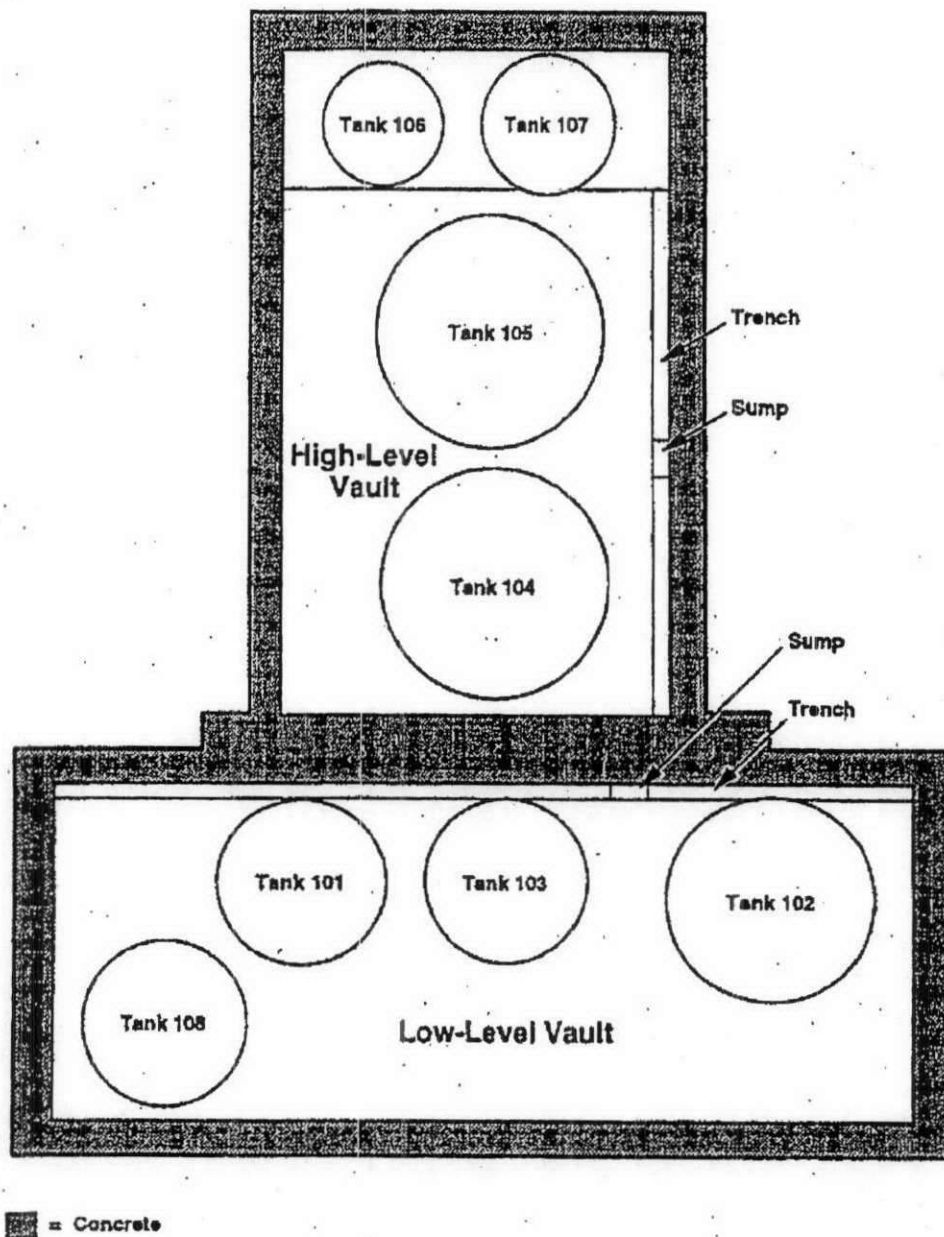 Tank 106
Tank 107
Tank 105
Trench
Sump
High-Level
Vault
Tank 104
Sump
Trench
Tank 101
Tank 103
Tank 102
Tank 108
Low-Level Vault
= Concrete